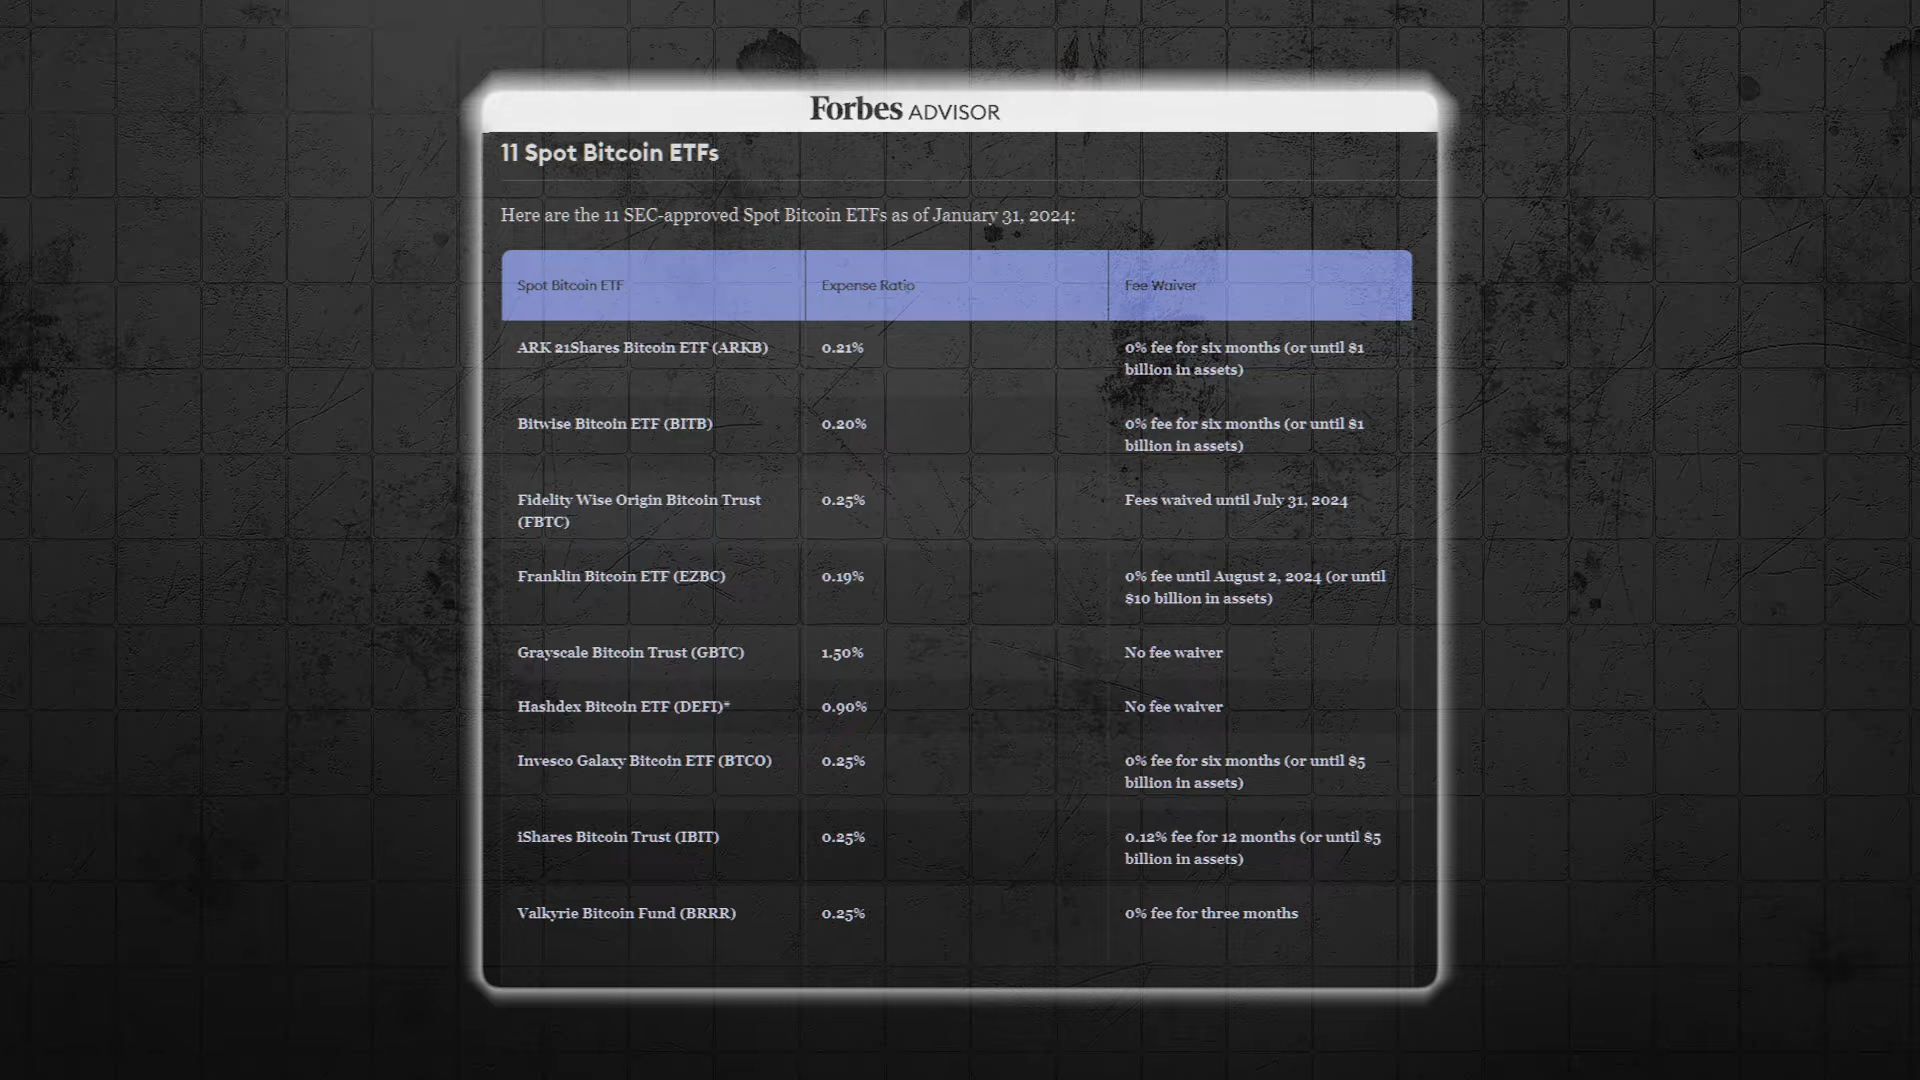 Forbes ADVISOR
11 Spot Bitcoin ETFs
Here are the 11 SEC-approved Spot Bitcoin ETFs as of January 31, 2024:
Spot Bitcoin ETF Expense Ratio Fee Waiver
ARK 21Shares Bitcoin ETF (ARKB) 0.21% 0% fee for six months (or until $1
billion in assets)
Bitwise Bitcoin ETF (BITB) 0.20% 0% fee for six months (or until $1
billion in assets)
Fidelity Wise Origin Bitcoin Trust 0.25% Fees waived until July 31, 2024
(FBTC)
Franklin Bitcoin ETF (EZBC) 0.19% 0% fee until August 2, 2024 (or until
$10 billion in assets)
Grayscale Bitcoin Trust (GBTC) 1.50% No fee waiver
Hashdex Bitcoin ETF (DEFI)* 0.90% No fee waiver
Invesco Galaxy Bitcoin ETF (BTCO) 0.25% 0% fee for six months (or until $5
billion in assets)
iShares Bitcoin Trust (IBIT) 0.25% 0.12% fee for 12 months (or until $5
billion in assets)
Valkyrie Bitcoin Fund (BRRR) 0.25% 0% fee for three months